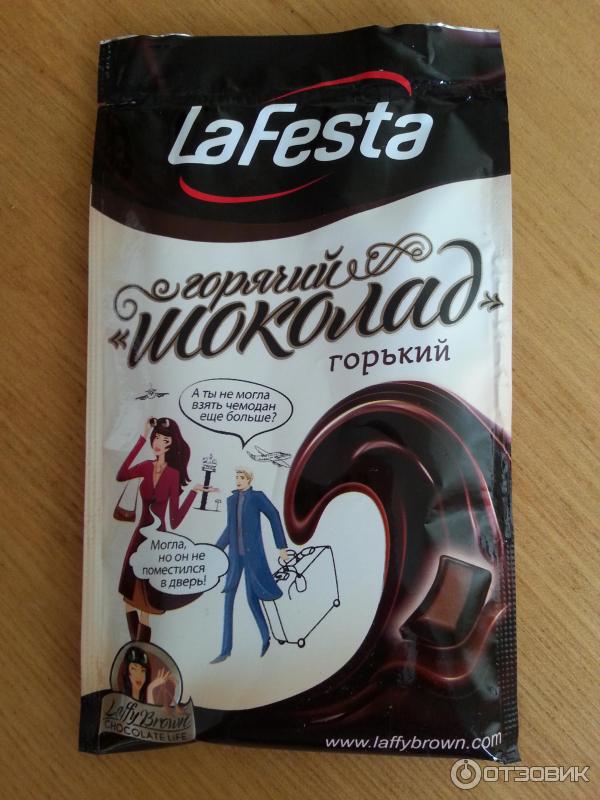 LaFesta
горячий
«шоколад»
горький
А ты не могла
взять чемодан
еще больше?
Могла,
но он не
поместился
в дверь!
Laffy Brown
CHOCOLATE LiFE
www.laffybrown.com
ОТЗОВИК